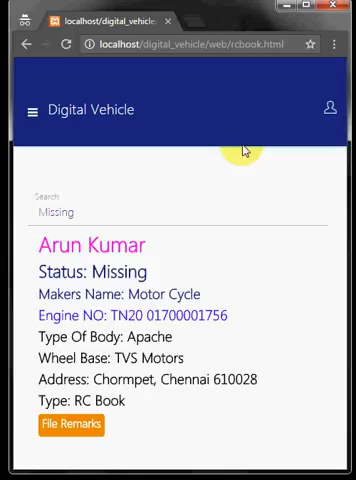 localhost/digital_vehicle
localhost/digital_vehicle/web/rcbook.html
Digital Vehicle
Search
Missing
Arun Kumar
Status: Missing
Makers Name: Motor Cycle
Engine NO: TN20 01700001756
Type Of Body: Apache
Wheel Base: TVS Motors
Address: Chormpet, Chennai 610028
Type: RC Book
File Remarks